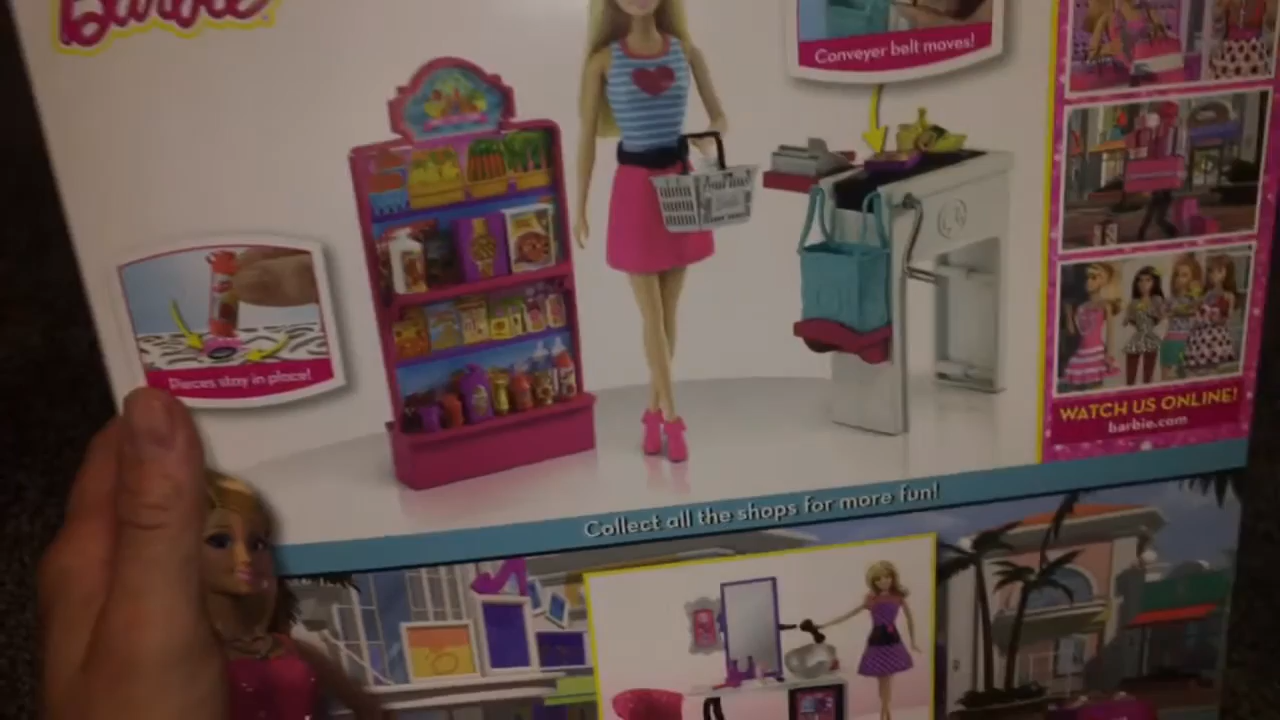 Barbie
Conveyer belt moves!
Pieces stay in place!
WATCH US ONLINE!
barbie.com
Collect all the shops for more fun!